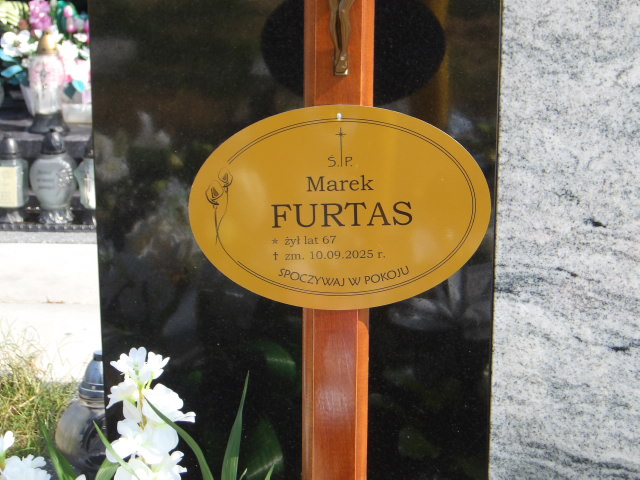 Ś. P.
Marek
FURTAS
* żył lat 67
† zm. 10.09.2025 r.
SPOCZYWAJ W POKOJU